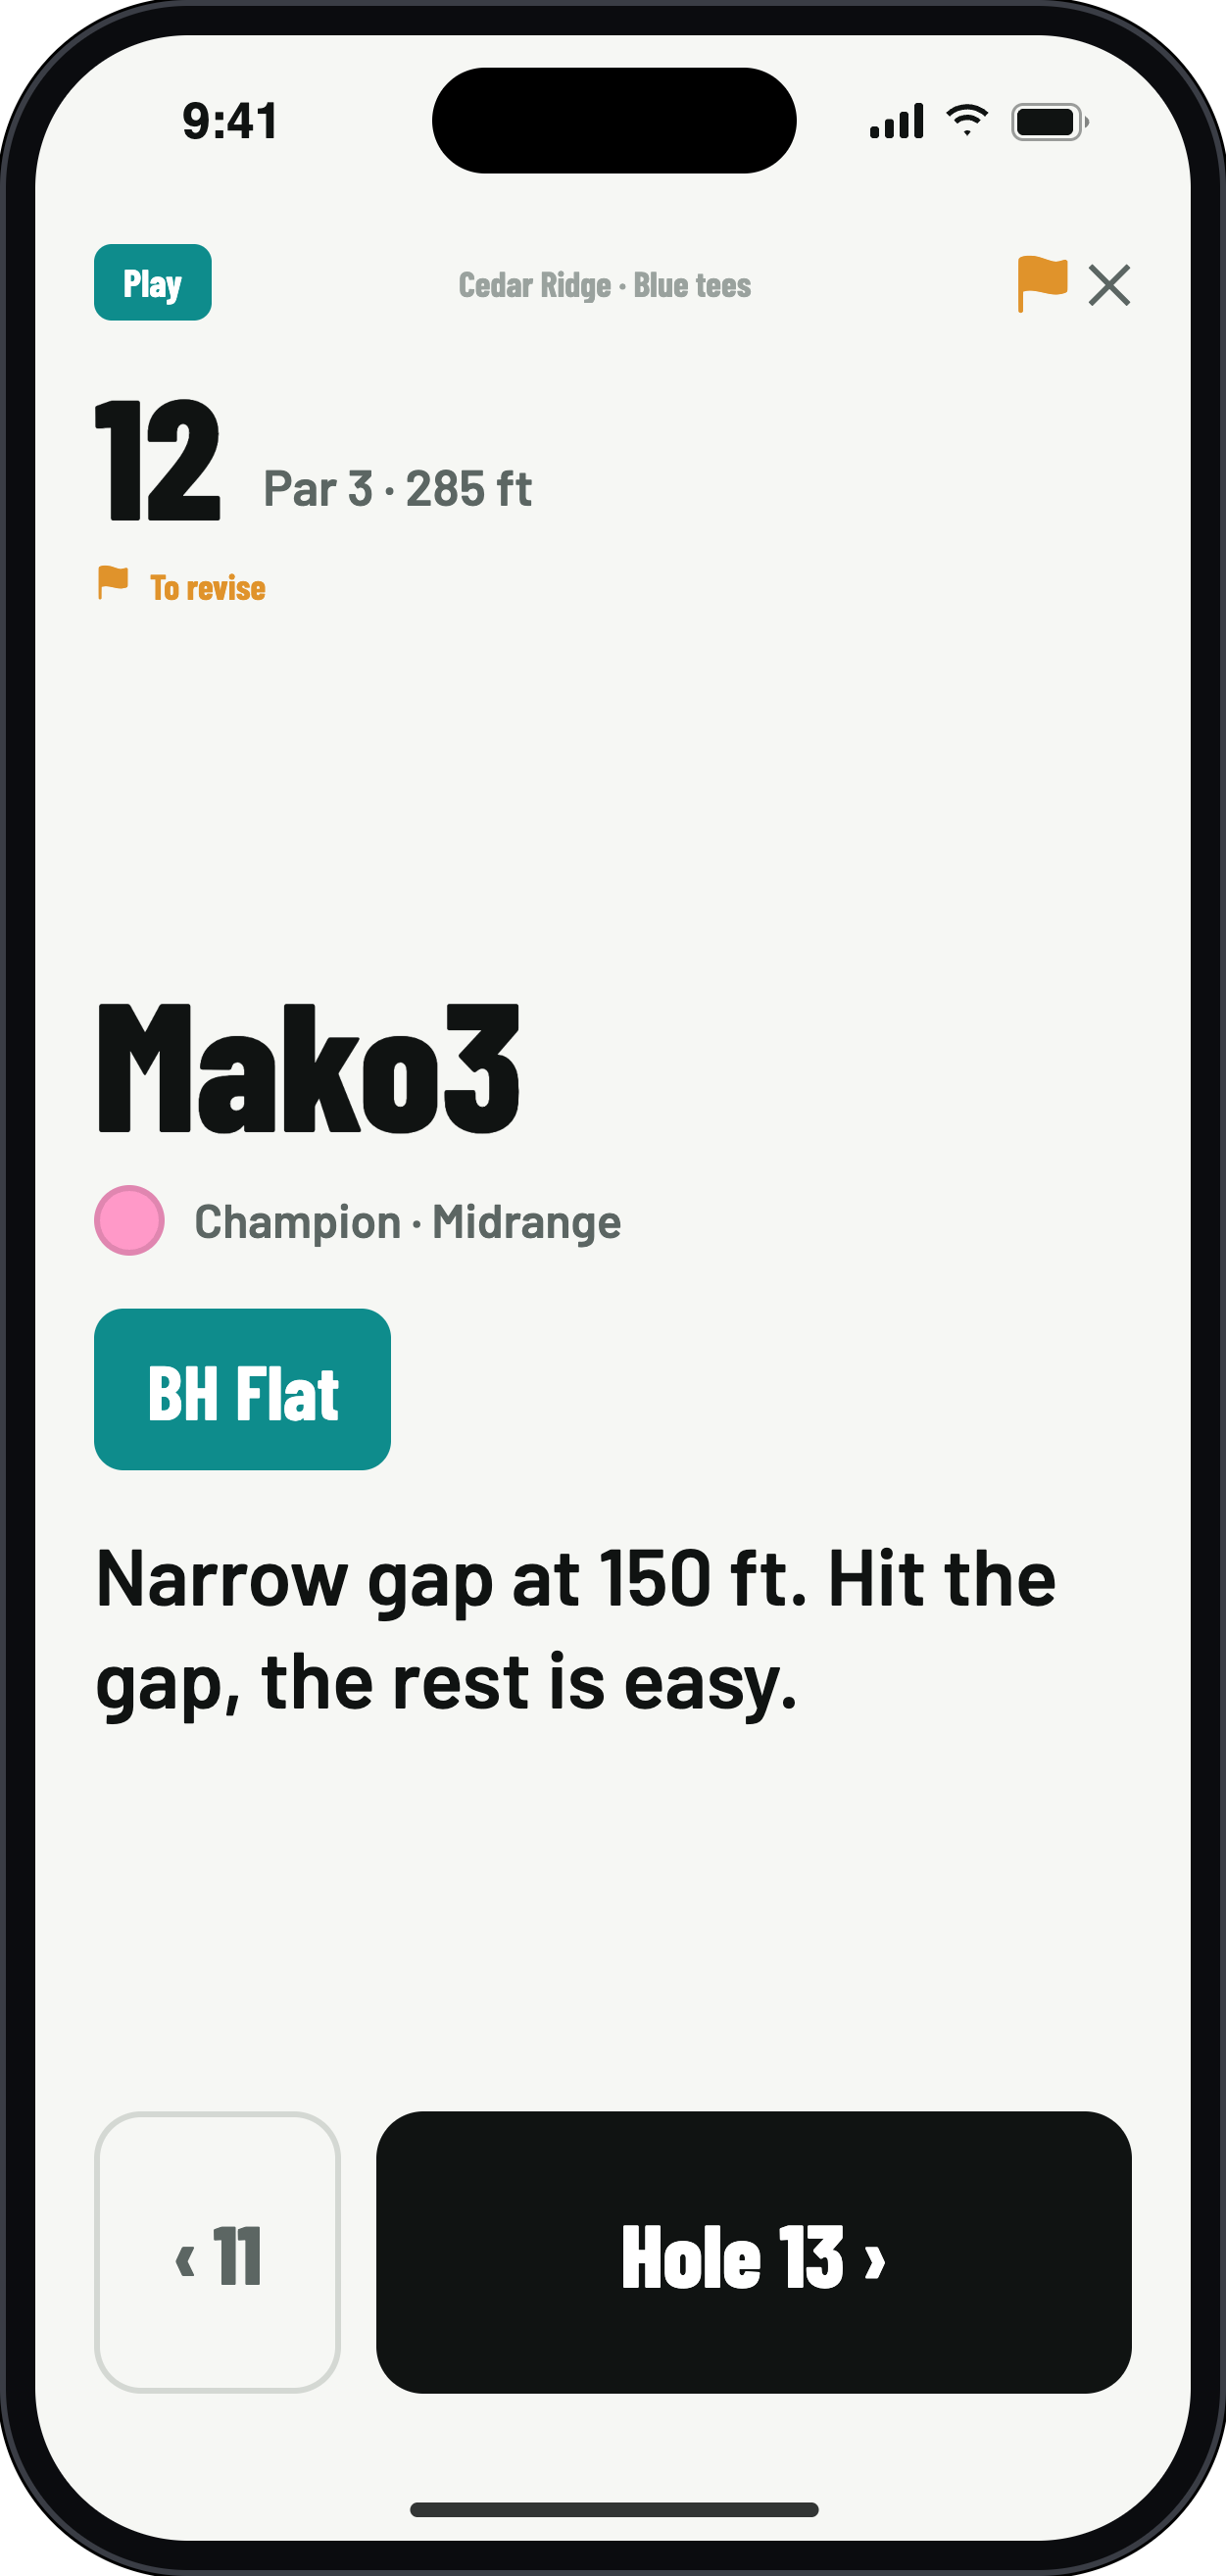 9:41
Play
Cedar Ridge · Blue tees
12
Par 3 · 285 ft
To revise
Mako3
Champion · Midrange
BH Flat
Narrow gap at 150 ft. Hit the
gap, the rest is easy.
‹ 11
Hole 13 ›